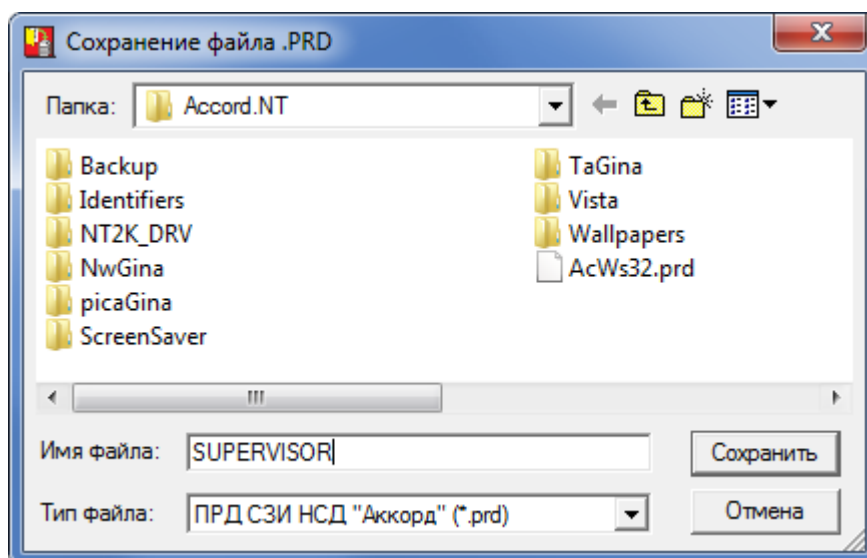 Сохранение файла .PRD
Папка: Accord.NT
Backup
Identifiers
NT2K_DRV
NwGina
picaGina
ScreenSaver
TaGina
Vista
Wallpapers
AcWs32.prd
Имя файла: SUPERVISOR
Сохранить
Тип файла: ПРД СЗИ НСД "Аккорд" (*.prd)
Отмена